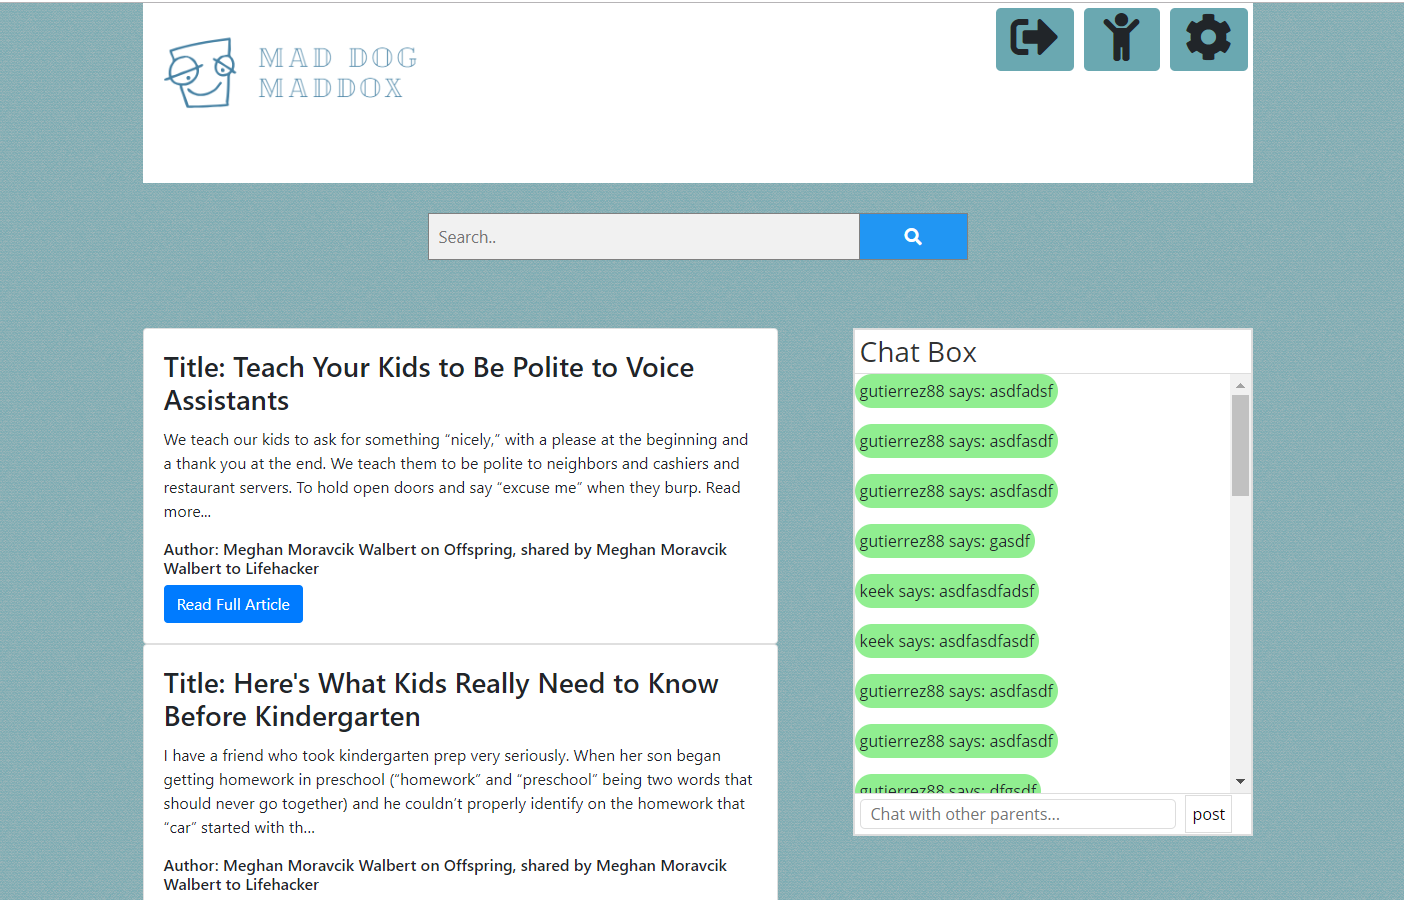 MAD DOG
MADDOX
Search..
Title: Teach Your Kids to Be Polite to Voice
Assistants
We teach our kids to ask for something “nicely,” with a please at the beginning and
a thank you at the end. We teach them to be polite to neighbors and cashiers and
restaurant servers. To hold open doors and say “excuse me” when they burp. Read
more...
Author: Meghan Moravcik Walbert on Offspring, shared by Meghan Moravcik
Walbert to Lifehacker
Read Full Article
Title: Here's What Kids Really Need to Know
Before Kindergarten
I have a friend who took kindergarten prep very seriously. When her son began
getting homework in preschool (“homework” and “preschool” being two words that
should never go together) and he couldn’t properly identify on the homework that
“car” started with th...
Author: Meghan Moravcik Walbert on Offspring, shared by Meghan Moravcik
Walbert to Lifehacker
Chat Box
gutierrez88 says: asdfadsf
gutierrez88 says: asdfasdf
gutierrez88 says: asdfasdf
gutierrez88 says: gasdf
keek says: asdfasdfadsf
keek says: asdfasdfasdf
gutierrez88 says: asdfasdf
gutierrez88 says: asdfasdf
gutierrez88 says: dfgsdf
Chat with other parents...
post